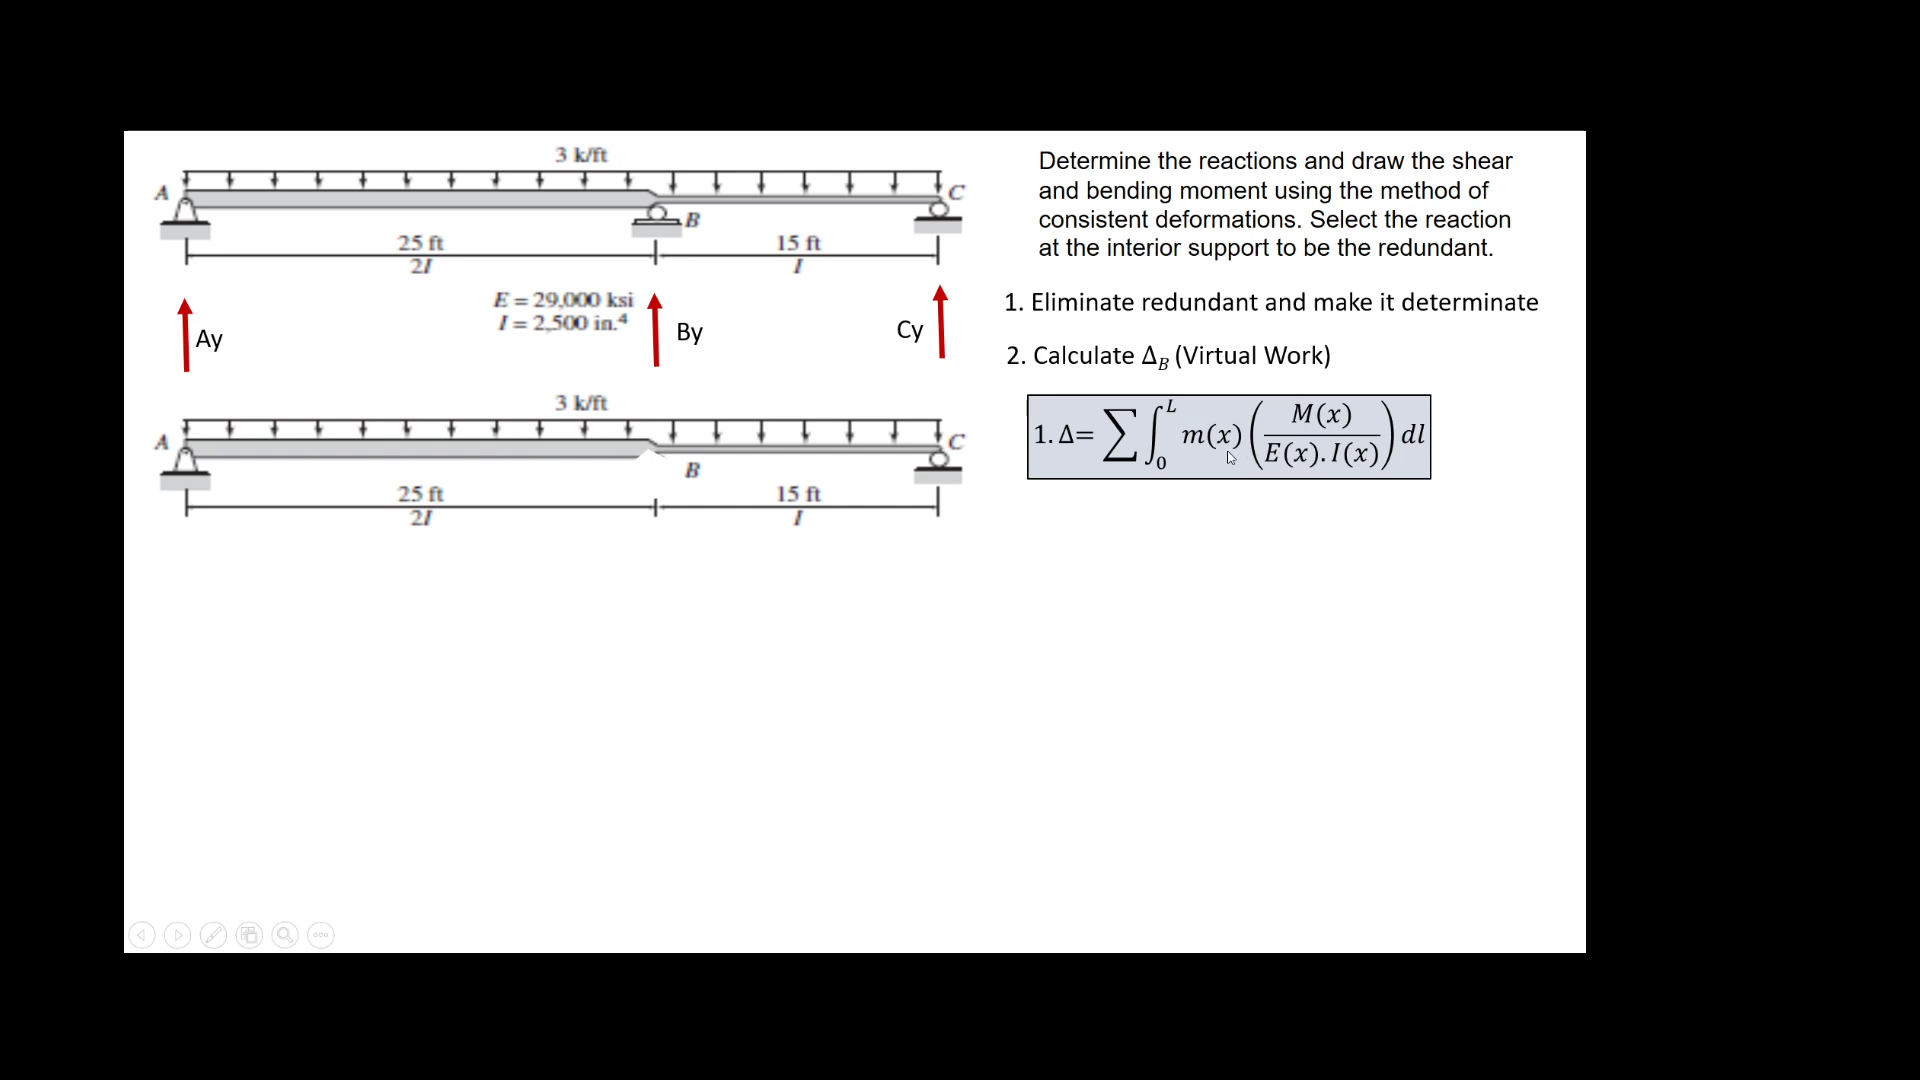 3 k/ft
A
C
B
25 ft
15 ft
2I
I
E = 29,000 ksi
I = 2,500 in.⁴
Ay
By
Cy
3 k/ft
A
C
B
25 ft
15 ft
2I
I
Determine the reactions and draw the shear
and bending moment using the method of
consistent deformations. Select the reaction
at the interior support to be the redundant.
1. Eliminate redundant and make it determinate
2. Calculate Δ_B (Virtual Work)
1. Δ= ∑ ∫₀ᴸ m(x) (M(x) / E(x). I(x)) dl